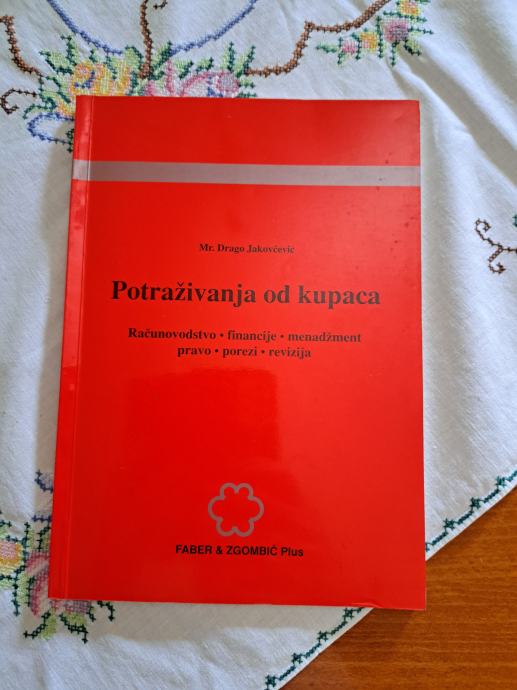 Mr. Drago Jakovčević
Potraživanja od kupaca
Računovodstvo • financije • menadžment
pravo • porezi • revizija
FABER & ZGOMBIĆ Plus